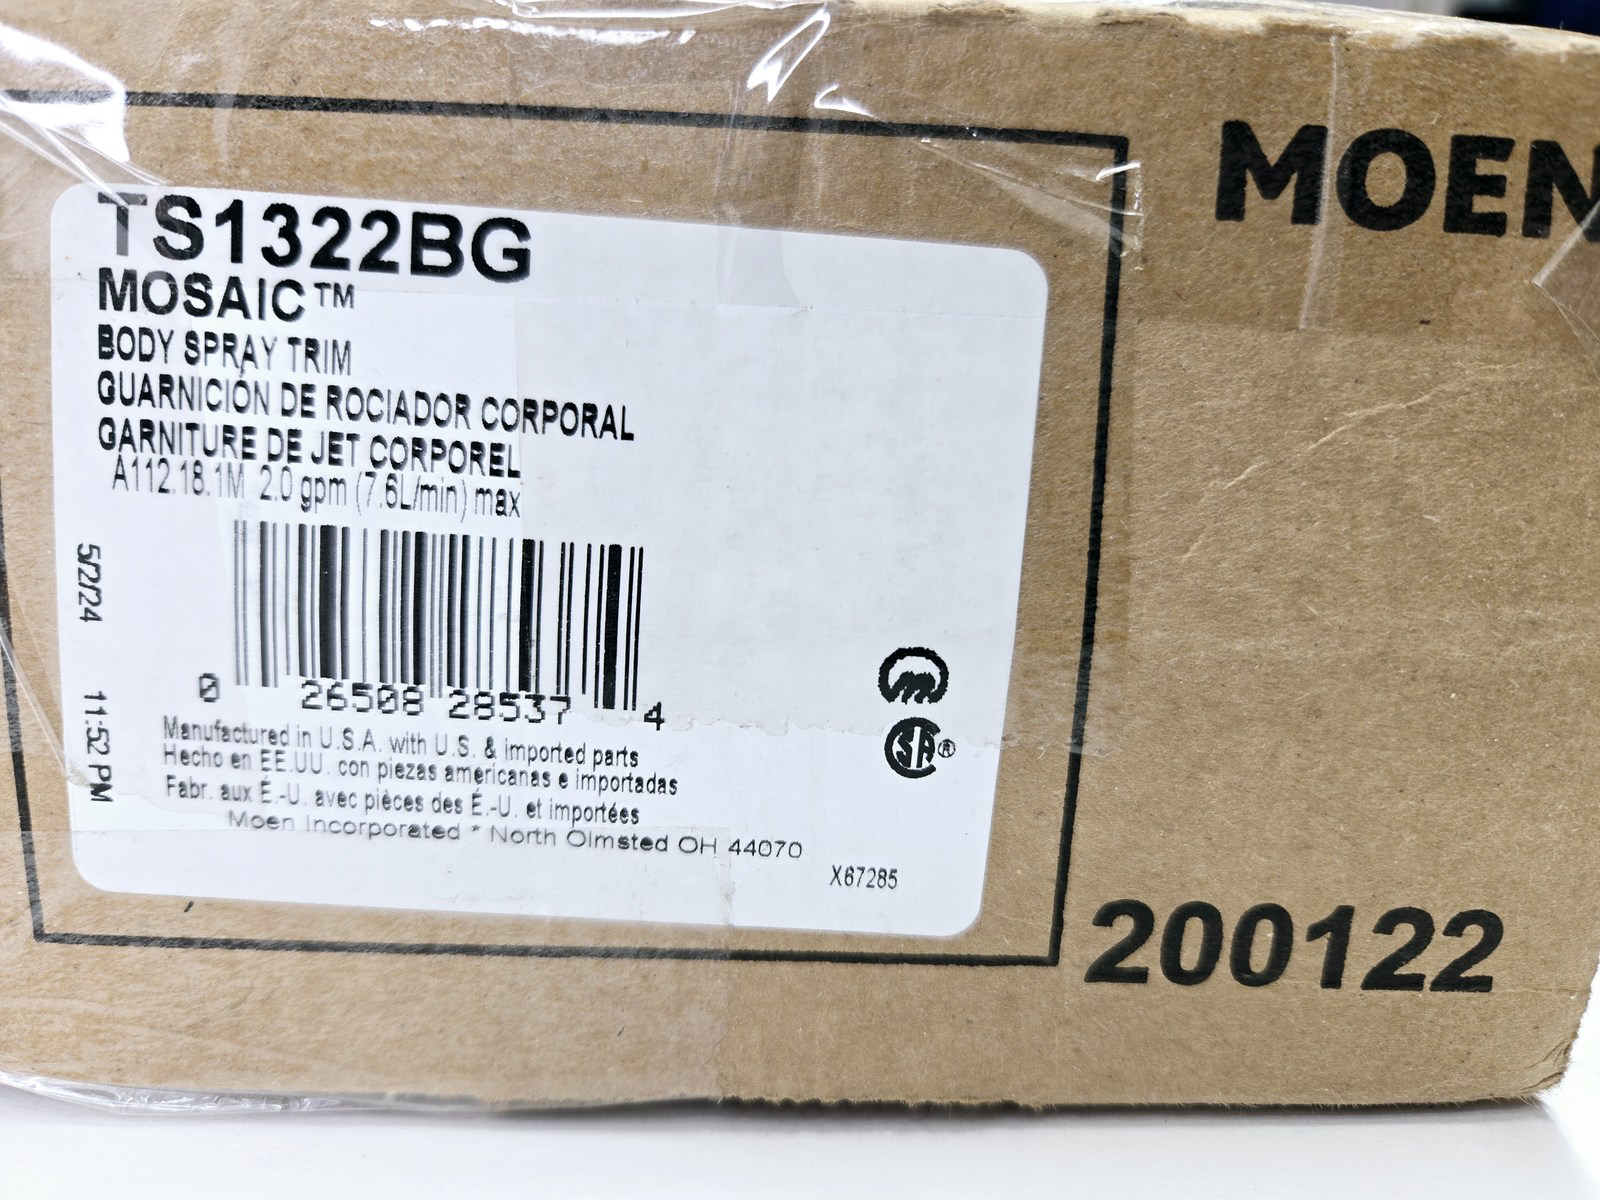 MOEN
TS1322BG
MOSAIC™
BODY SPRAY TRIM
GUARNICIÓN DE ROCIADOR CORPORAL
GARNITURE DE JET CORPOREL
A112.18.1M 2.0 gpm (7.6L/min) max
5/2/24 11:52 PM
0 26508 28537 4
SA®
Manufactured in U.S.A. with U.S. & imported parts
Hecho en EE.UU. con piezas americanas e importadas
Fabr. aux É.-U. avec pièces des É.-U. et importées
Moen Incorporated * North Olmsted OH 44070
X67285
200122